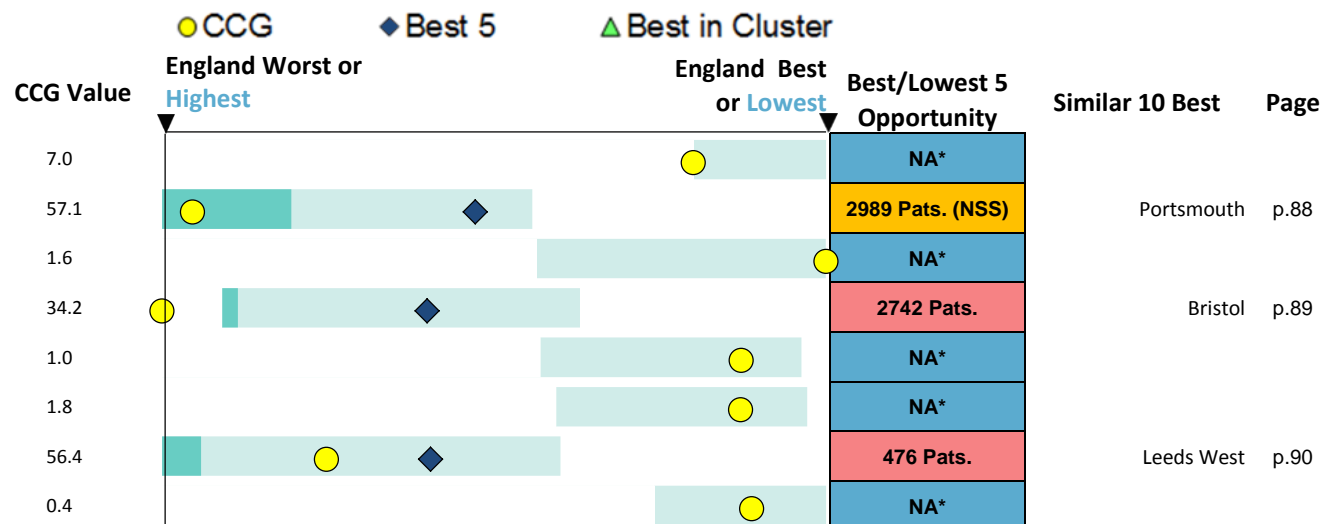 CCG Best 5 Best in Cluster
CCG Value England Worst or Highest England Best or Lowest Best/Lowest 5 Opportunity Similar 10 Best Page
7.0 NA*
57.1 2989 Pats. (NSS) Portsmouth p.88
1.6 NA*
34.2 2742 Pats. Bristol p.89
1.0 NA*
1.8 NA*
56.4 476 Pats. Leeds West p.90
0.4 NA*